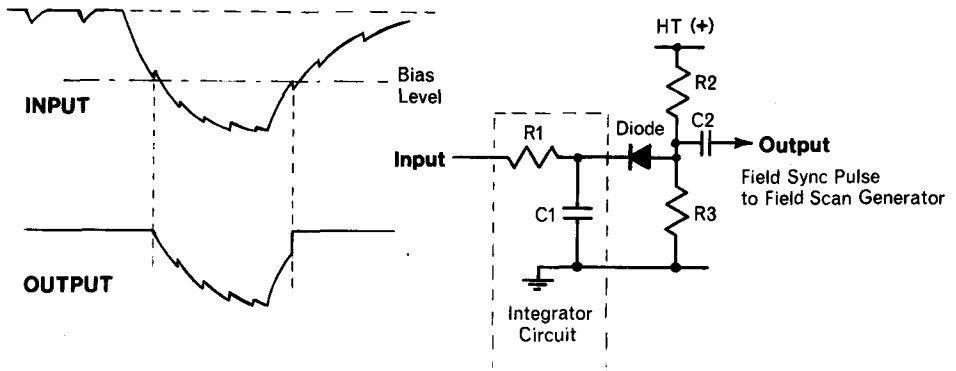 INPUT
Bias
Level
OUTPUT
HT (+)
R2
C2
R1
Diode
Input
Output
Field Sync Pulse
to Field Scan Generator
C1
R3
Integrator
Circuit